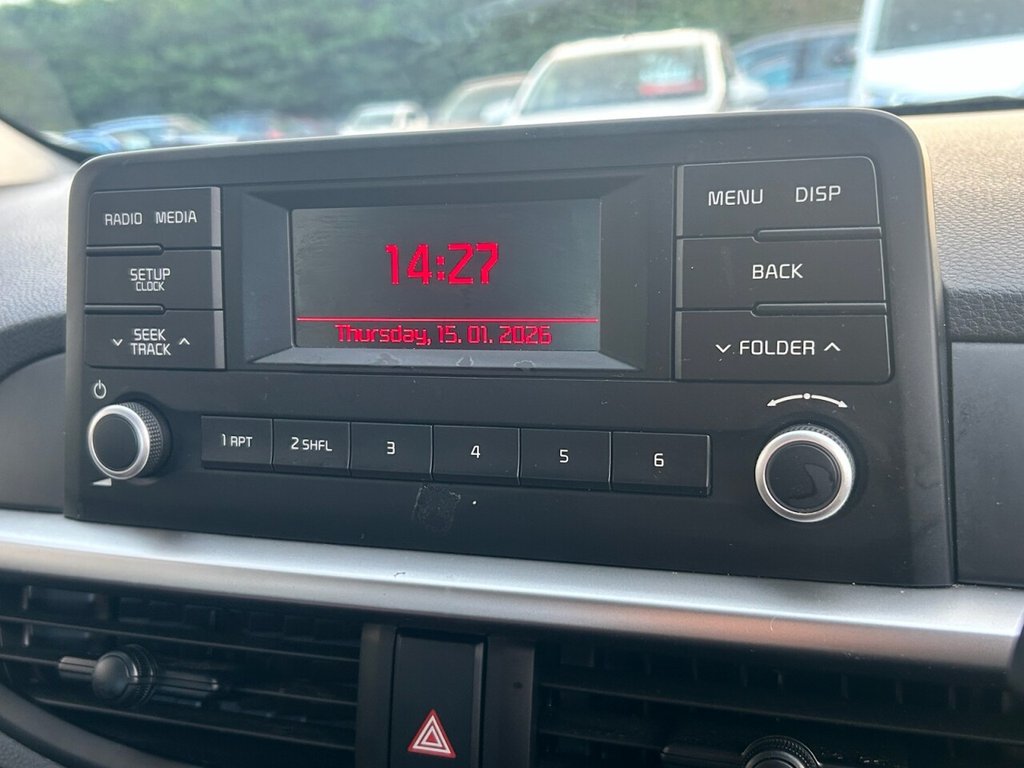 RADIO MEDIA
SETUP
CLOCK
SEEK
TRACK
14:27
Thursday, 15. 01. 2026
MENU DISP
BACK
FOLDER
1 RPT
2 SHFL
3
4
5
6